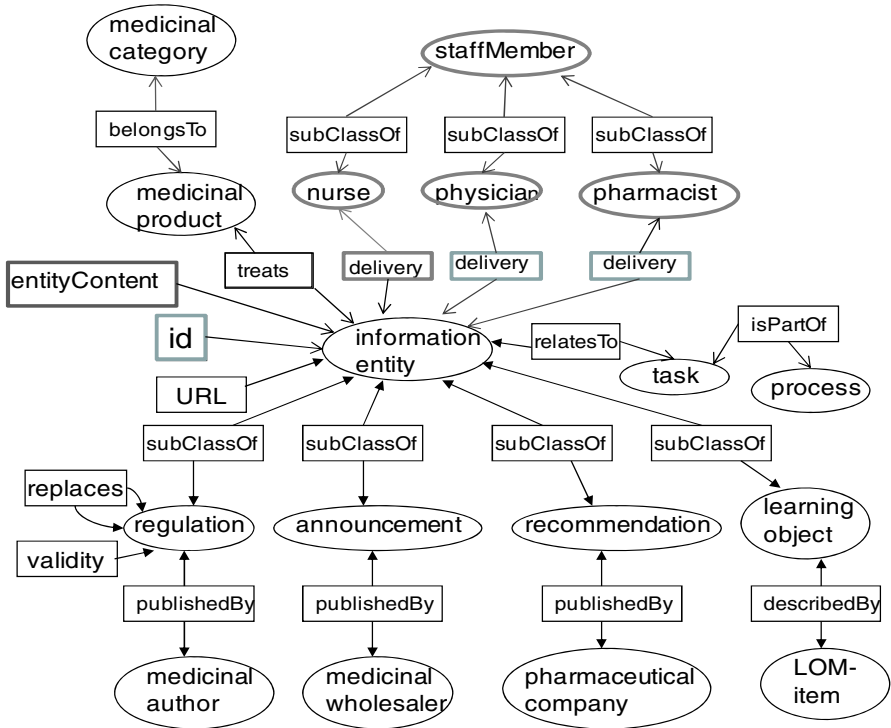 medicinal
category
staffMember
belongsTo
subClassOf
subClassOf
subClassOf
medicinal
product
nurse
physician
pharmacist
entityContent
treats
delivery
delivery
delivery
id
information
entity
relatesTo
isPartOf
task
process
URL
subClassOf
subClassOf
subClassOf
subClassOf
replaces
regulation
announcement
recommendation
learning
object
validity
publishedBy
publishedBy
publishedBy
describedBy
medicinal
author
medicinal
wholesaler
pharmaceutical
company
LOM-
item